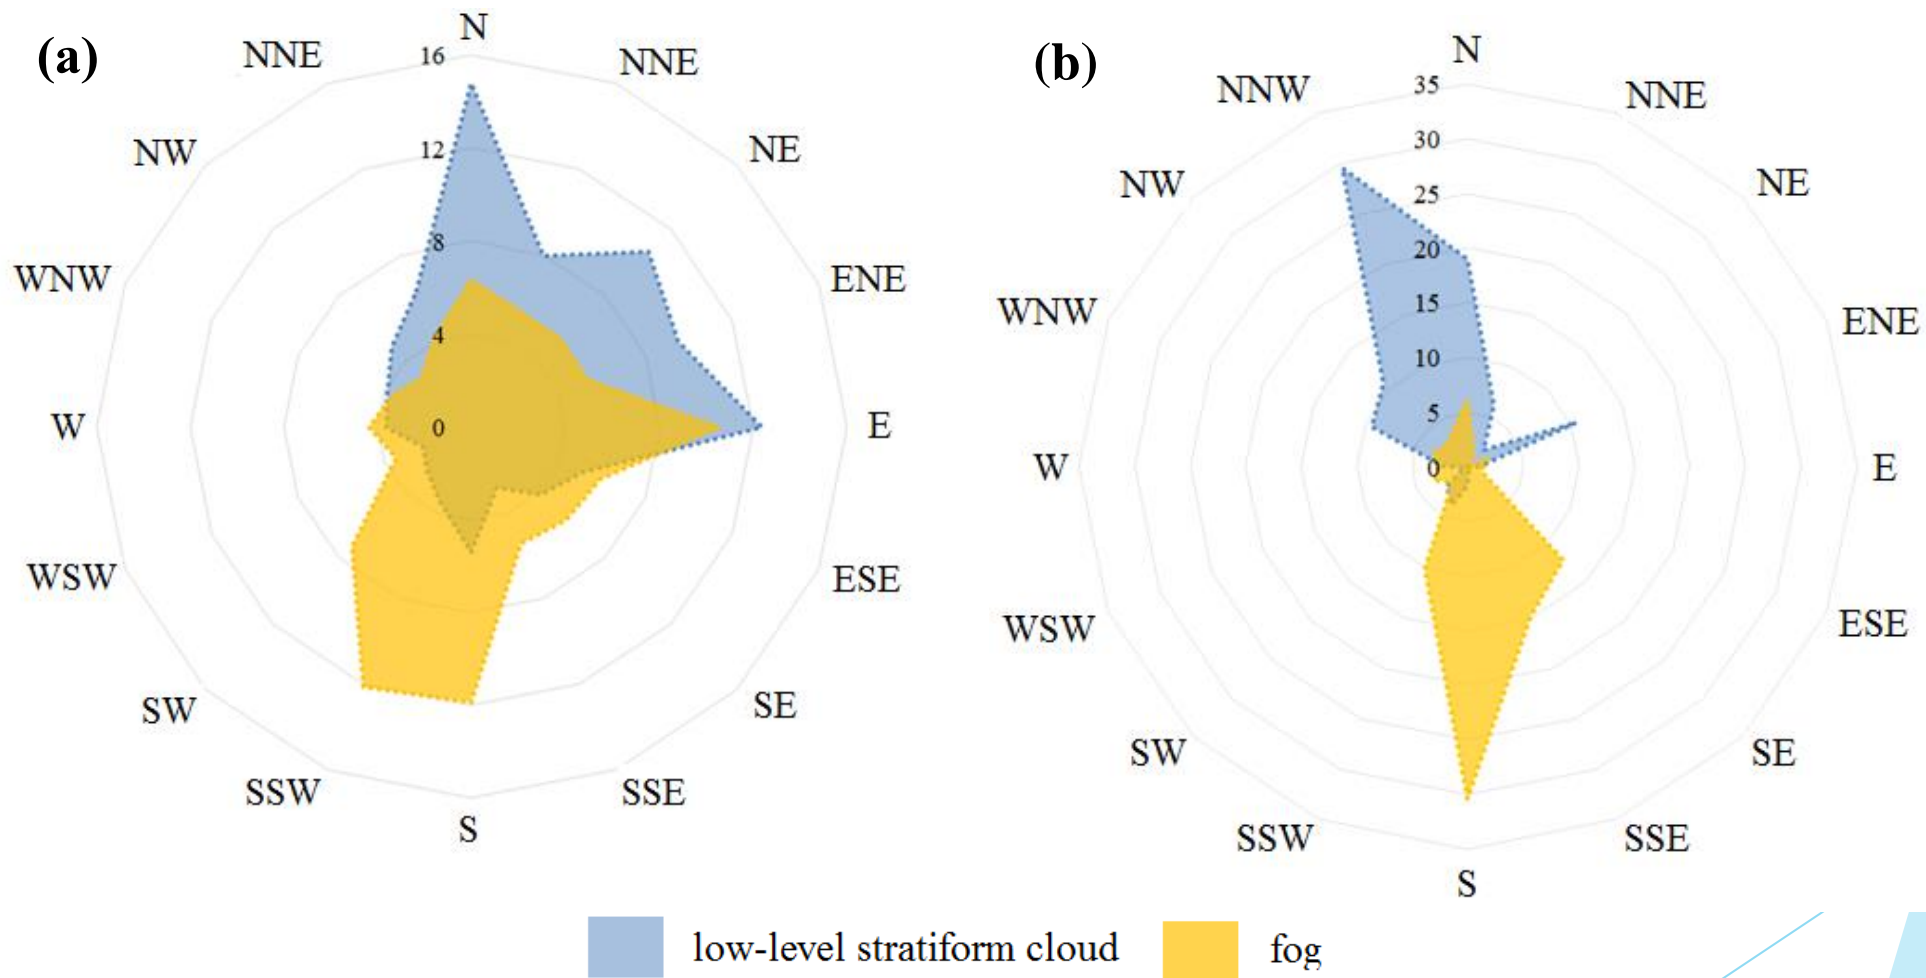 (a)
N
NNE
NNE
NW
NE
WNW
ENE
W
E
WSW
ESE
SW
SE
SSW
SSE
S
16
12
8
4
0
(b)
N
NNW
NNE
NW
NE
WNW
ENE
W
E
WSW
ESE
SW
SE
SSW
SSE
S
35
30
25
20
15
10
5
0
low-level stratiform cloud
fog